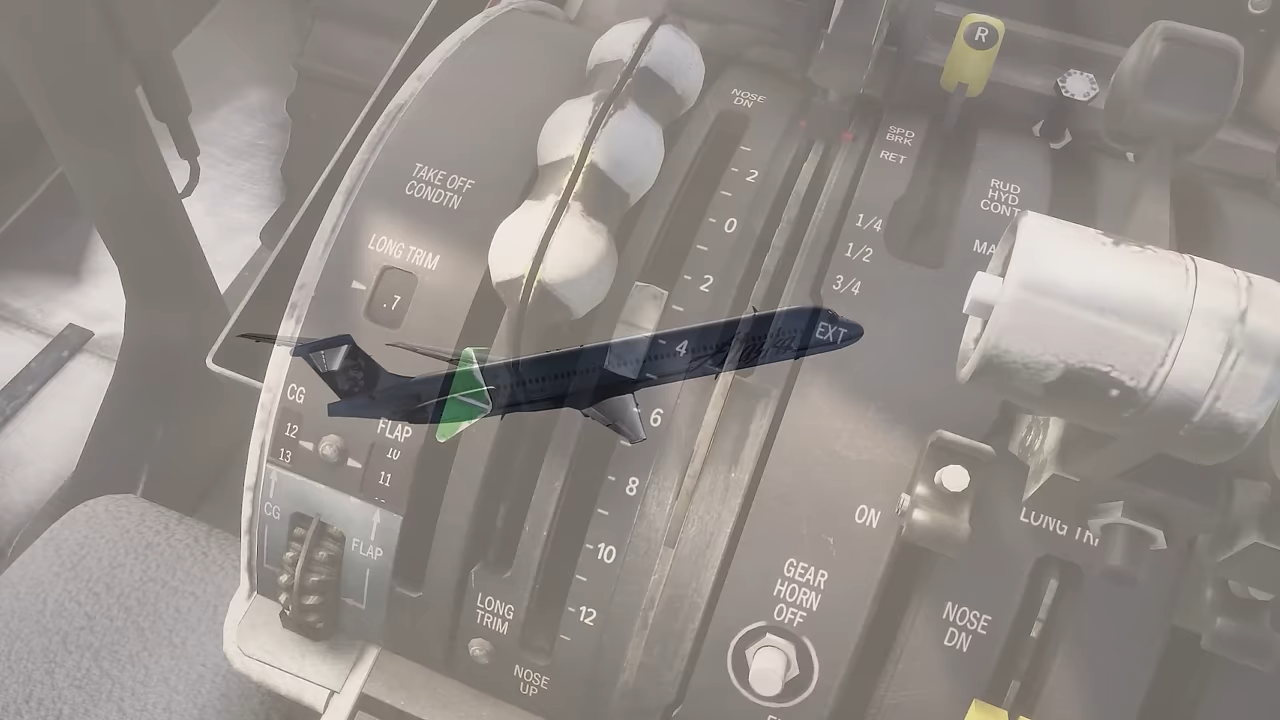 R
NOSE
DN
SPD
BRK
RET
TAKE OFF
CONDTN
LONG TRIM
.7
2
0
2
4
6
8
10
12
1/4
1/2
3/4
EXT
RUD
HYD
CONT
CG
12
13
FLAP
10
11
CG
FLAP
LONG
TRIM
NOSE
UP
ON
GEAR
HORN
OFF
LONG
NOSE
DN